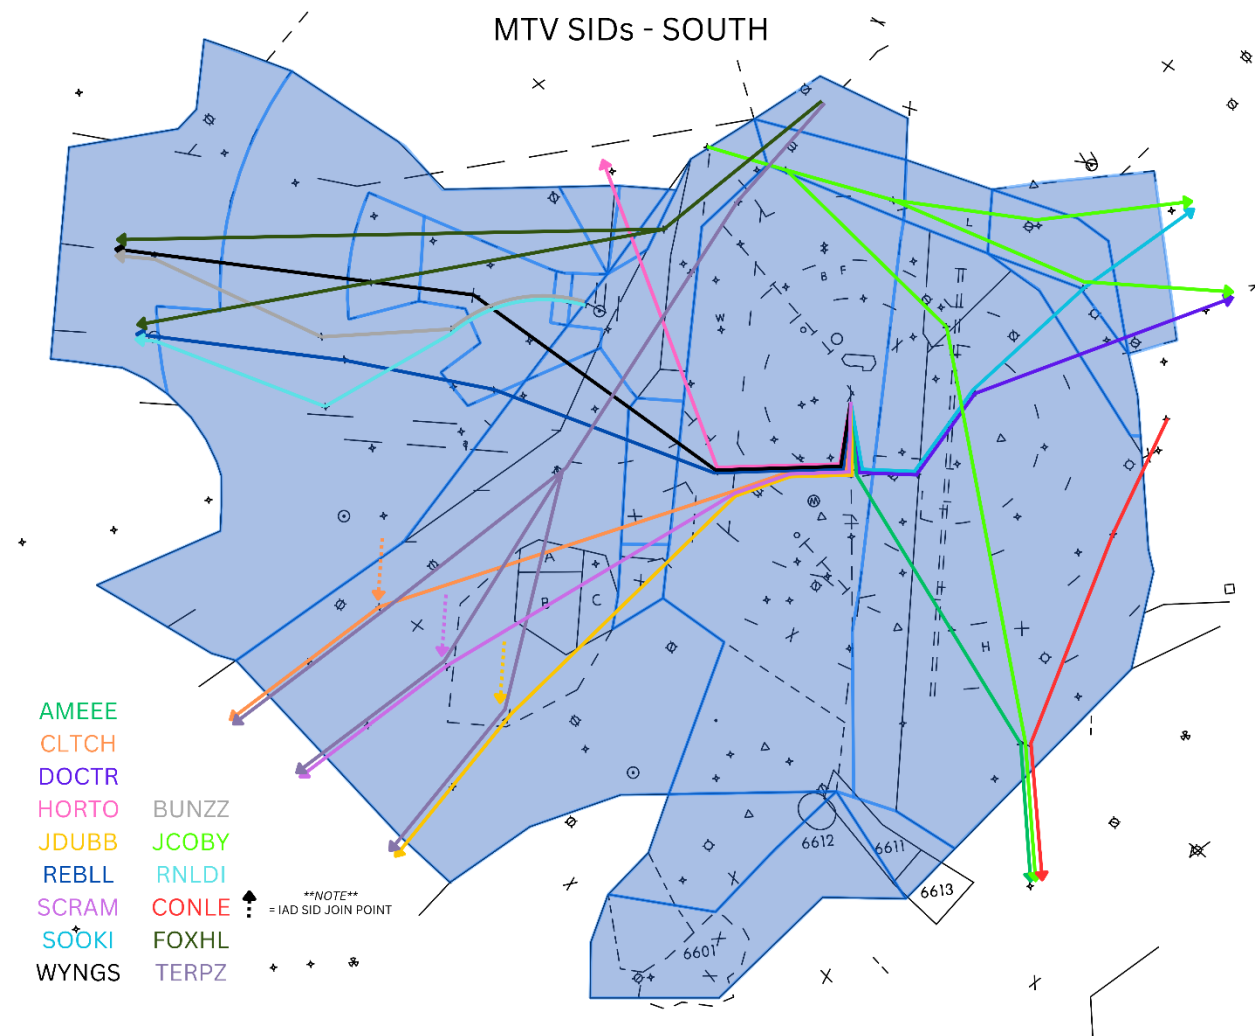 MTV SIDs - SOUTH
L
B F
W
A
B
C
H
M
AMEEE
CLTCH
DOCTR
HORTO BUNZZ
JDUBB JCOBY
REBLL RNLDI
SCRAM CONLE
SOOKI FOXHL
WYNGS TERPZ
**NOTE**
= IAD SID JOIN POINT
6612
6611
6613
6601